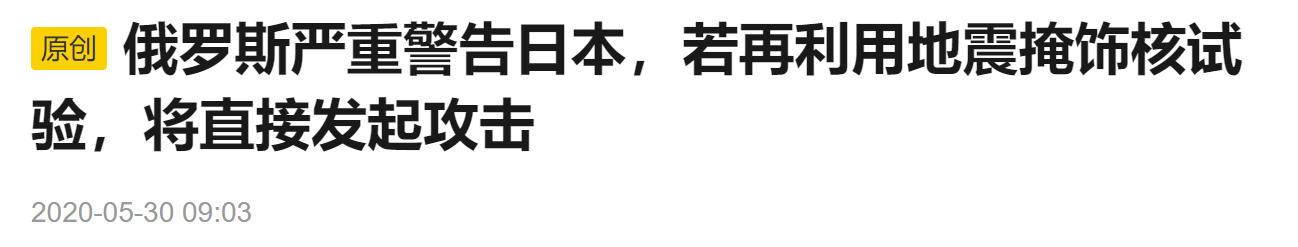 原创 俄罗斯严重警告日本，若再利用地震掩饰核试
验，将直接发起攻击
2020-05-30 09:03